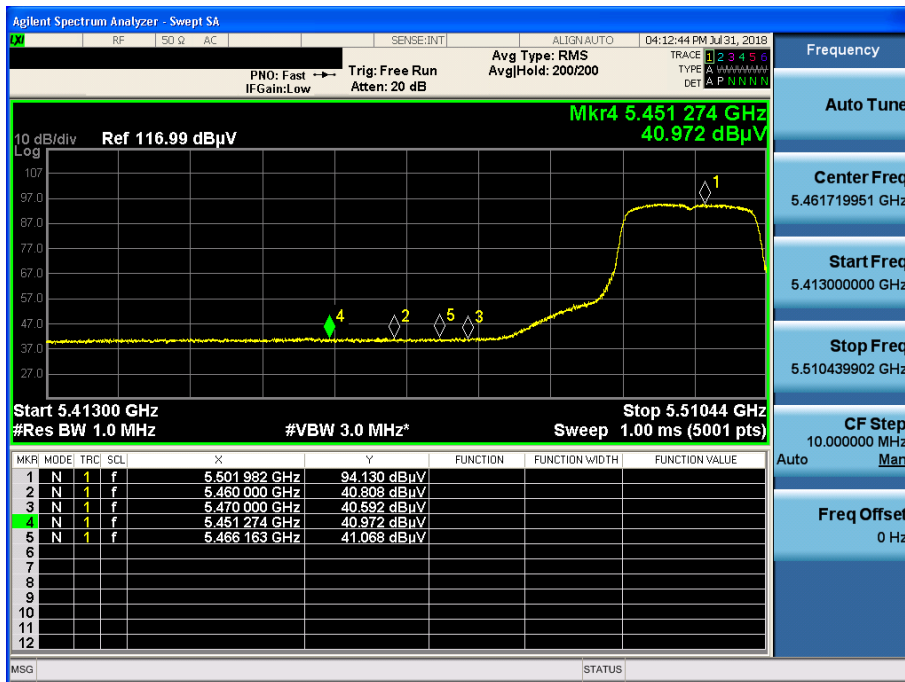 Agilent Spectrum Analyzer - Swept SA
LXI RF 50 Ω AC SENSE:INT ALIGN AUTO 04:12:44 PM Jul 31, 2018
PNO: Fast
IFGain:Low
Trig: Free Run
Atten: 20 dB
Avg Type: RMS
Avg|Hold: 200/200
TRACE 1 2 3 4 5 6
TYPE A WWWWW
DET A P N N N N
Mkr4 5.451 274 GHz
40.972 dBµV
10 dB/div Ref 116.99 dBµV
Log
107
97.0
87.0
77.0
67.0
57.0
47.0
37.0
27.0
1
4
2
5
3
Start 5.41300 GHz Stop 5.51044 GHz
#Res BW 1.0 MHz #VBW 3.0 MHz* Sweep 1.00 ms (5001 pts)
MKR MODE TRC SCL X Y FUNCTION FUNCTION WIDTH FUNCTION VALUE
1 N 1 f 5.501 982 GHz 94.130 dBµV
2 N 1 f 5.460 000 GHz 40.808 dBµV
3 N 1 f 5.470 000 GHz 40.592 dBµV
4 N 1 f 5.451 274 GHz 40.972 dBµV
5 N 1 f 5.466 163 GHz 41.068 dBµV
6
7
8
9
10
11
12
MSG STATUS
Frequency
Auto Tune
Center Freq
5.461719951 GHz
Start Freq
5.413000000 GHz
Stop Freq
5.510439902 GHz
CF Step
10.000000 MHz
Auto Man
Freq Offset
0 Hz